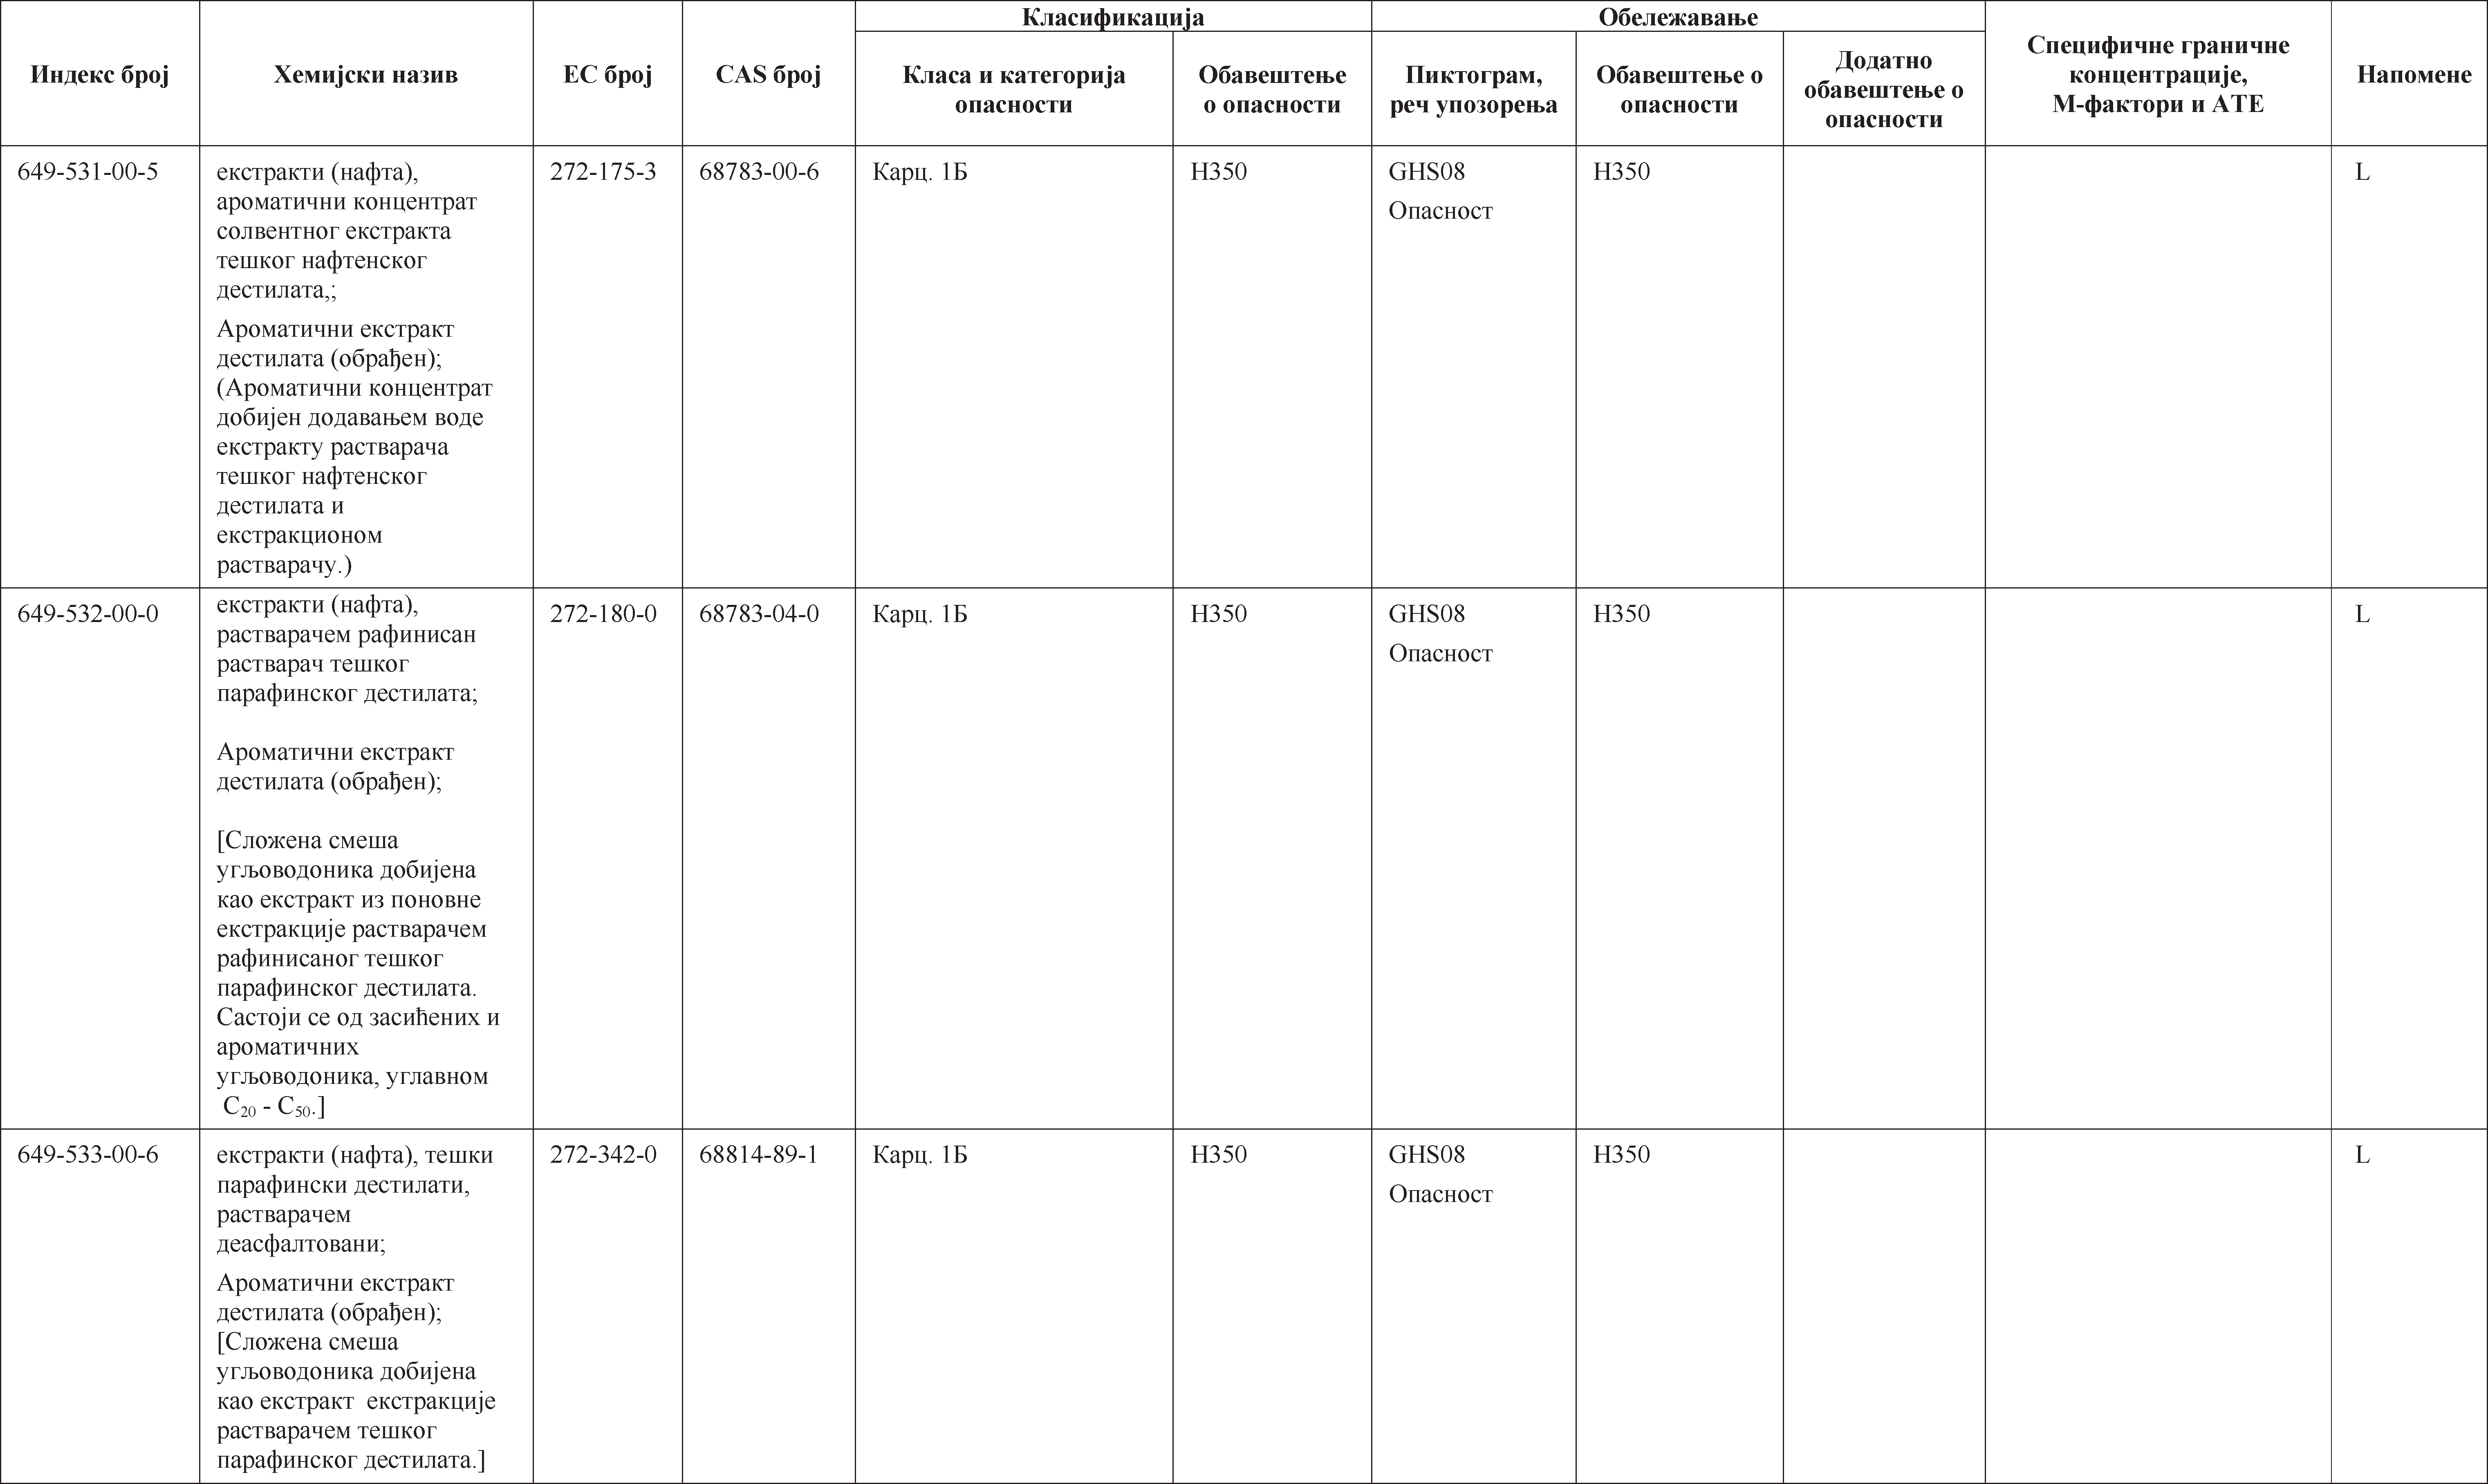 Индекс број
Хемијски назив
ЕС број
CAS број
Класификација
Класа и категорија
опасности
Обавештење
о опасности
Обележавање
Пиктограм,
реч упозорења
Обавештење о
опасности
Додатно
обавештење о
опасности
Специфичне граничне
концентрације,
М-фактори и АТЕ
Напомене
649-531-00-5
екстракти (нафта),
ароматични концентрат
солвентног екстракта
тешког нафтенског
дестилата,;
Ароматични екстракт
дестилата (обрађен);
(Ароматични концентрат
добијен додавањем воде
екстракту растварача
тешког нафтенског
дестилата и
екстракционом
растварачу.)
272-175-3
68783-00-6
Карц. 1Б
H350
GHS08
Опасност
H350
L
649-532-00-0
екстракти (нафта),
растварачем рафинисан
растварач тешког
парафинског дестилата;
Ароматични екстракт
дестилата (обрађен);
[Сложена смеша
угљоводоника добијена
као екстракт из поновне
екстракције растварачем
рафинисаног тешког
парафинског дестилата.
Састоји се од засићених и
ароматичних
угљоводоника, углавном
C₂₀ - C₅₀.]
272-180-0
68783-04-0
Карц. 1Б
H350
GHS08
Опасност
H350
L
649-533-00-6
екстракти (нафта), тешки
парафински дестилати,
растварачем
деасфалтовани;
Ароматични екстракт
дестилата (обрађен);
[Сложена смеша
угљоводоника добијена
као екстракт екстракције
растварачем тешког
парафинског дестилата.]
272-342-0
68814-89-1
Карц. 1Б
H350
GHS08
Опасност
H350
L